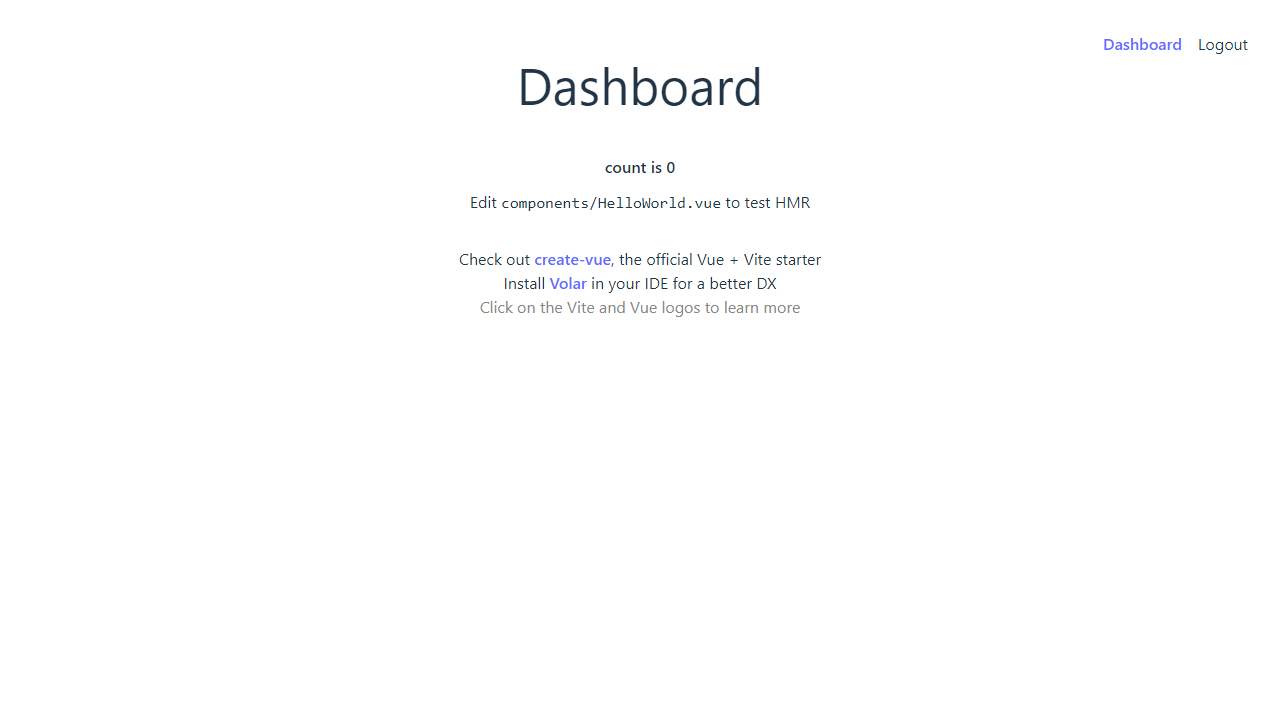 Dashboard Logout
Dashboard
count is 0
Edit components/HelloWorld.vue to test HMR
Check out create-vue, the official Vue + Vite starter
Install Volar in your IDE for a better DX
Click on the Vite and Vue logos to learn more